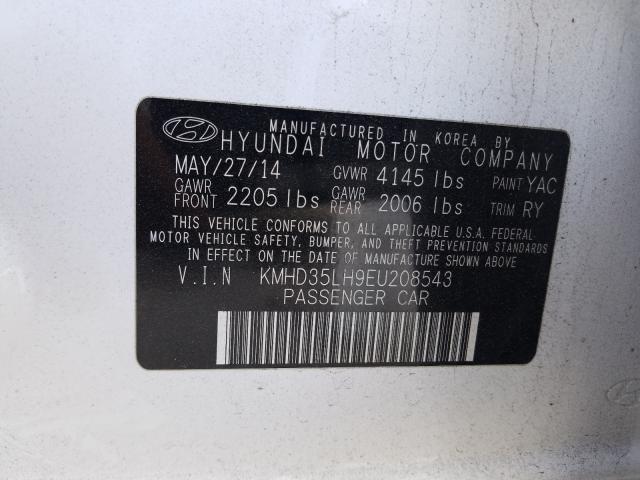 MANUFACTURED IN KOREA BY
HYUNDAI MOTOR COMPANY
MAY/27/14 GVWR 4145 lbs PAINT YAC
GAWR FRONT 2205 lbs GAWR REAR 2006 lbs TRIM RY
THIS VEHICLE CONFORMS TO ALL APPLICABLE U.S.A. FEDERAL
MOTOR VEHICLE SAFETY, BUMPER, AND THEFT PREVENTION STANDARDS
IN EFFECT ON THE DATE OF MANUFACTURE SHOWN ABOVE
V.I.N KMHD35LH9EU208543
PASSENGER CAR